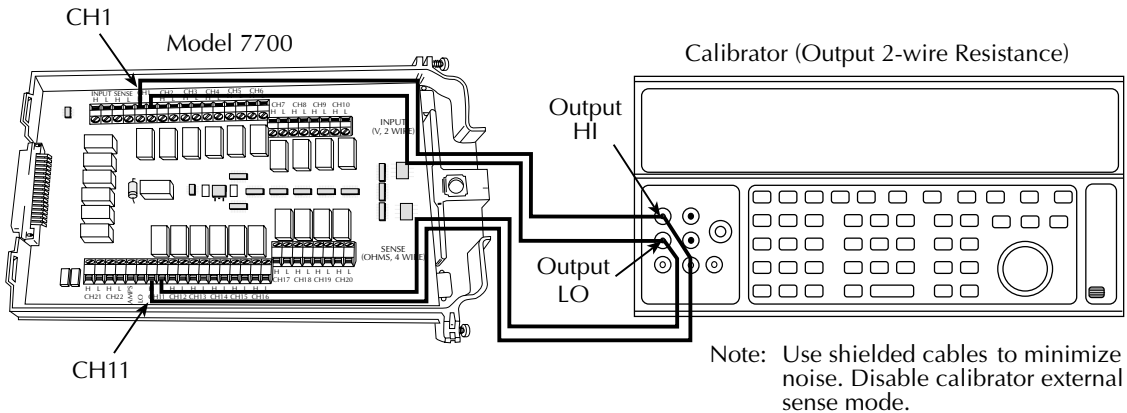 CH1
Model 7700
Calibrator (Output 2-wire Resistance)
INPUT SENSE CH1 CH2 CH3 CH4 CH5 CH6
H L H L H L H L H L H L H L H L
CH7 CH8 CH9 CH10
H L H L H L H L
INPUT
(V, 2 WIRE)
Output
HI
SENSE
(OHMS, 4 WIRE)
Output
LO
H L H L H L H L
CH17 CH18 CH19 CH20
H L H L H L H L H L H L
CH21 CH22 AMPS LO CH11 CH12 CH13 CH14 CH15 CH16
CH11
Note: Use shielded cables to minimize
noise. Disable calibrator external
sense mode.